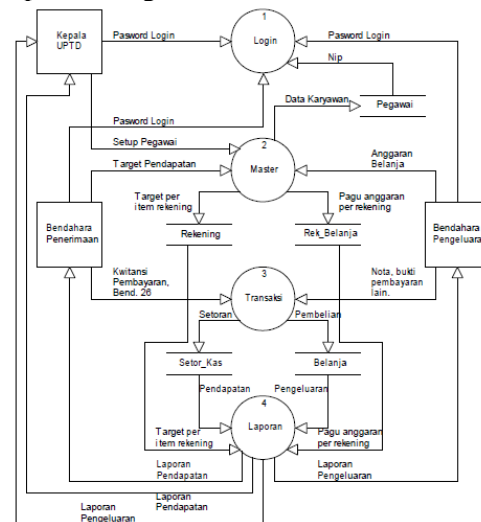 1
Kepala
UPTD
Pasword Login
Login
Pasword Login
Nip
Data Karyawan
Pegawai
Pasword Login
Setup Pegawai
2
Target Pendapatan
Master
Anggaran
Belanja
Target per
item rekening
Pagu anggaran
per rekening
Bendahara
Penerimaan
Rekening
Rek_Belanja
Bendahara
Pengeluara
3
Kwitansi
Pembayaran,
Bend. 26
Transaksi
Nota, bukti
pembayaran
lain.
Setoran
Pembelian
Setor_Kas
Belanja
Pendapatan
Pengeluaran
4
Target per
item rekening
Laporan
Pagu anggaran
per rekening
Laporan
Pendapatan
Laporan
Pengeluaran
Laporan
Pendapatan
Laporan
Pengeluaran